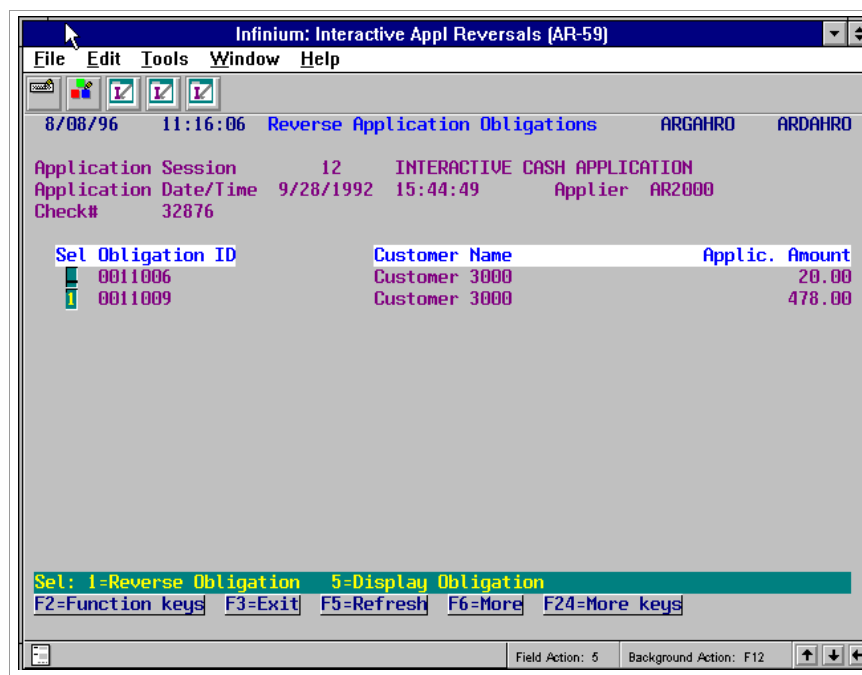 Infinium: Interactive Appl Reversals (AR-59)
File Edit Tools Window Help
8/08/96 11:16:06 Reverse Application Obligations ARGAHRO ARDAHRO
Application Session 12 INTERACTIVE CASH APPLICATION
Application Date/Time 9/28/1992 15:44:49 Applier AR2000
Check# 32876
Sel Obligation ID Customer Name Applic. Amount
_ 0011006 Customer 3000 20.00
1 0011009 Customer 3000 478.00
Sel: 1=Reverse Obligation 5=Display Obligation
F2=Function keys F3=Exit F5=Refresh F6=More F24=More keys
Field Action: 5 Background Action: F12